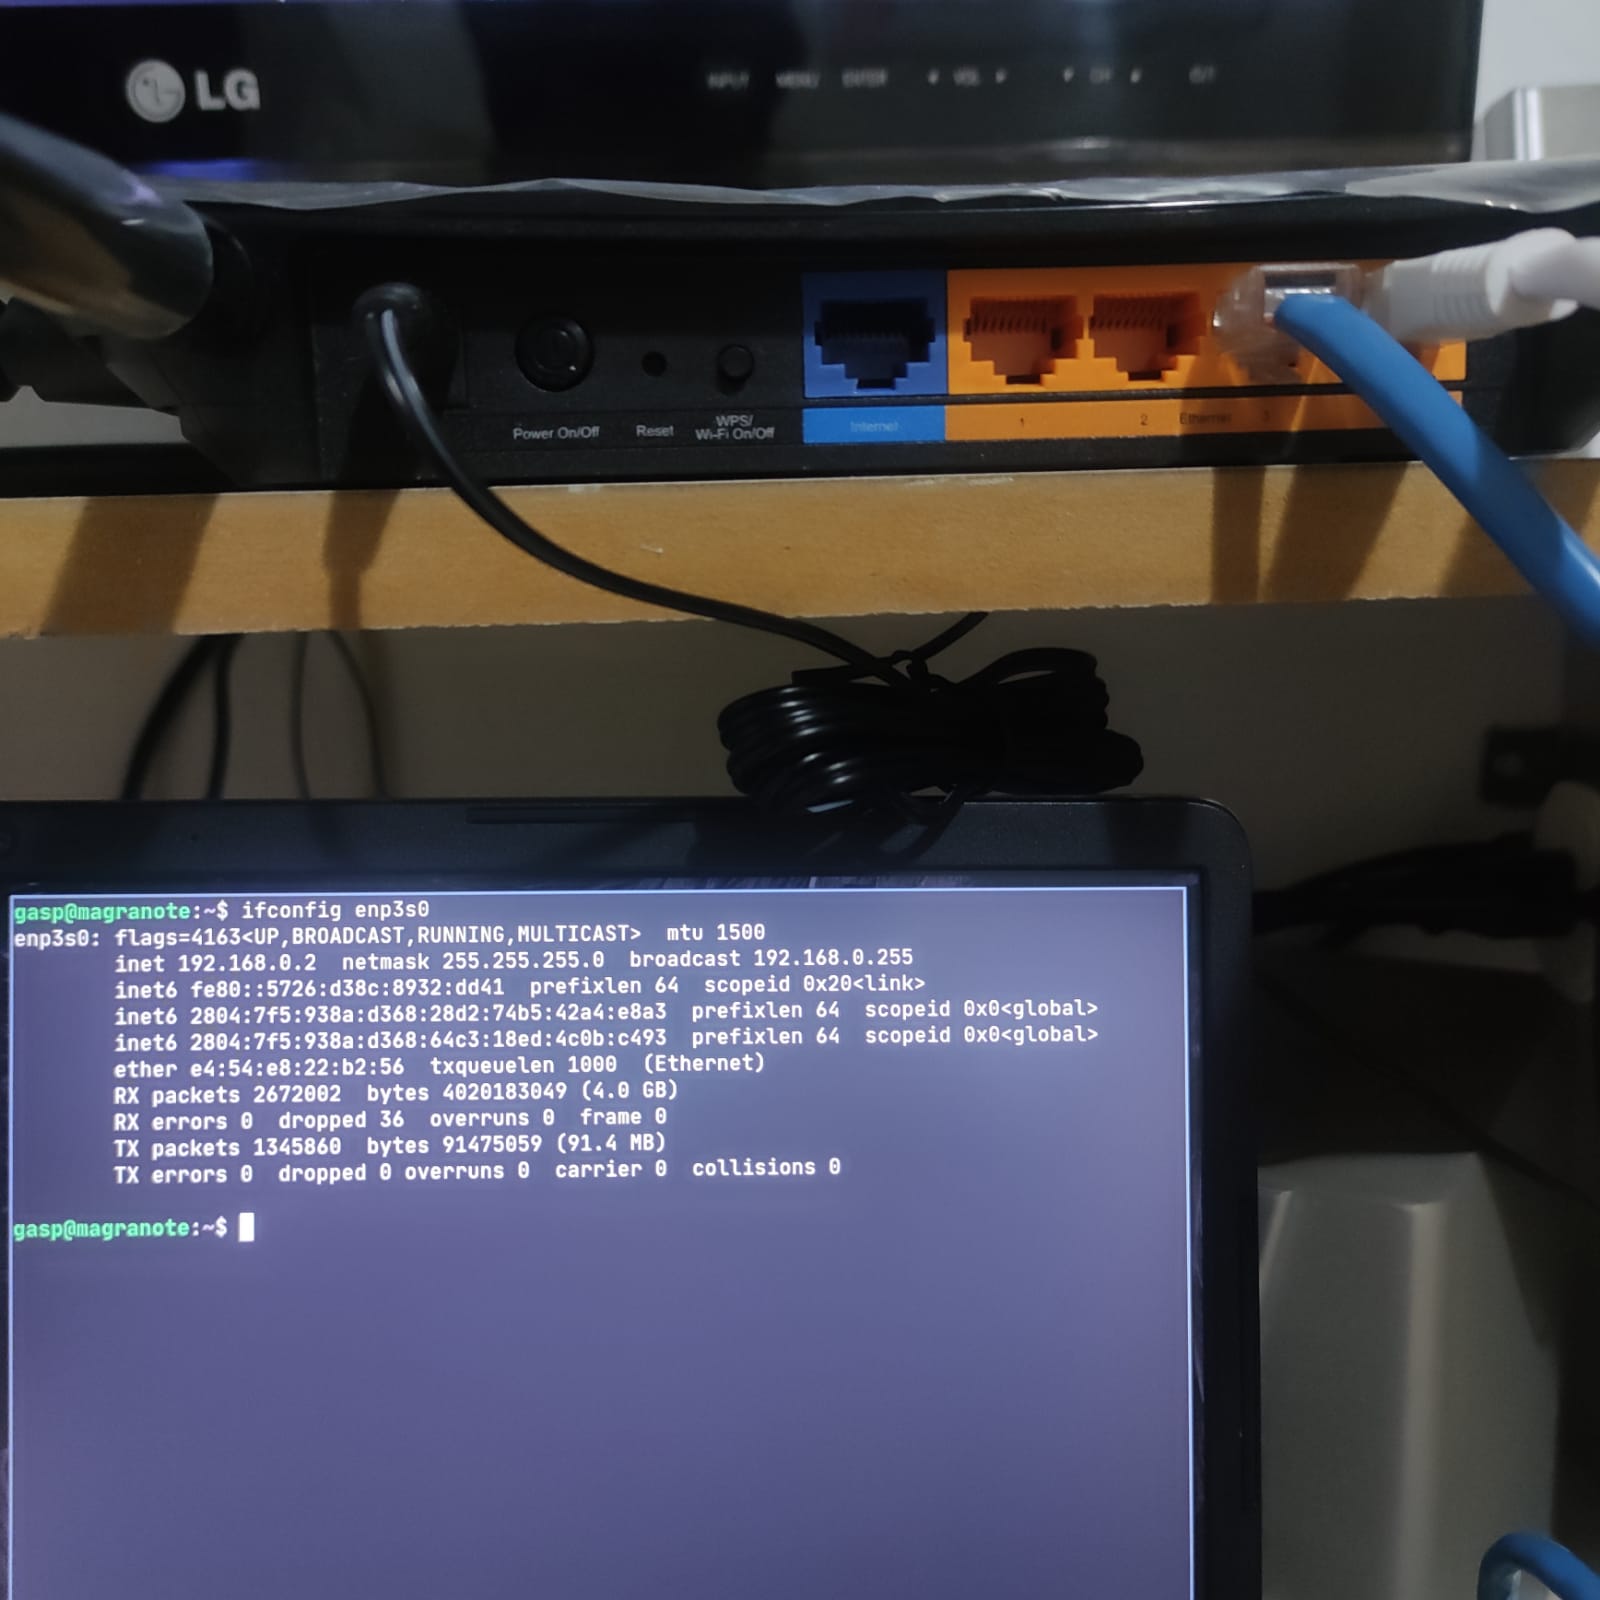 LG
INPUT MENU ENTER ◄ VOL ► ▼ CH ▲
Power On/Off
Reset
WPS/
Wi-Fi On/Off
Internet
1 2 Ethernet 3
gasp@magranote:~$ ifconfig enp3s0
enp3s0: flags=4163<UP,BROADCAST,RUNNING,MULTICAST>  mtu 1500
inet 192.168.0.2  netmask 255.255.255.0  broadcast 192.168.0.255
inet6 fe80::5726:d38c:8932:dd41  prefixlen 64  scopeid 0x20<link>
inet6 2804:7f5:938a:d368:28d2:74b5:42a4:e8a3  prefixlen 64  scopeid 0x0<global>
inet6 2804:7f5:938a:d368:64c3:18ed:4c0b:c493  prefixlen 64  scopeid 0x0<global>
ether e4:54:e8:22:b2:56  txqueuelen 1000  (Ethernet)
RX packets 2672002  bytes 4020183049 (4.0 GB)
RX errors 0  dropped 36  overruns 0  frame 0
TX packets 1345860  bytes 91475059 (91.4 MB)
TX errors 0  dropped 0 overruns 0  carrier 0  collisions 0
gasp@magranote:~$